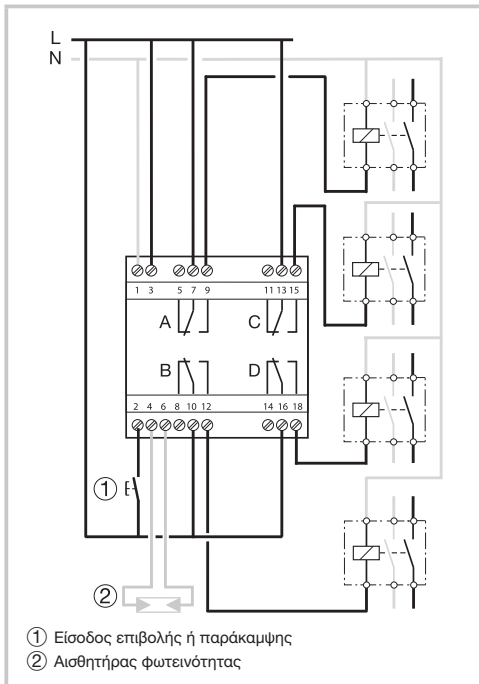 L
N
1 3 5 7 9 11 13 15
A C
B D
2 4 6 8 10 12 14 16 18
①
②
① Είσοδος επιβολής ή παράκαμψης
② Αισθητήρας φωτεινότητας